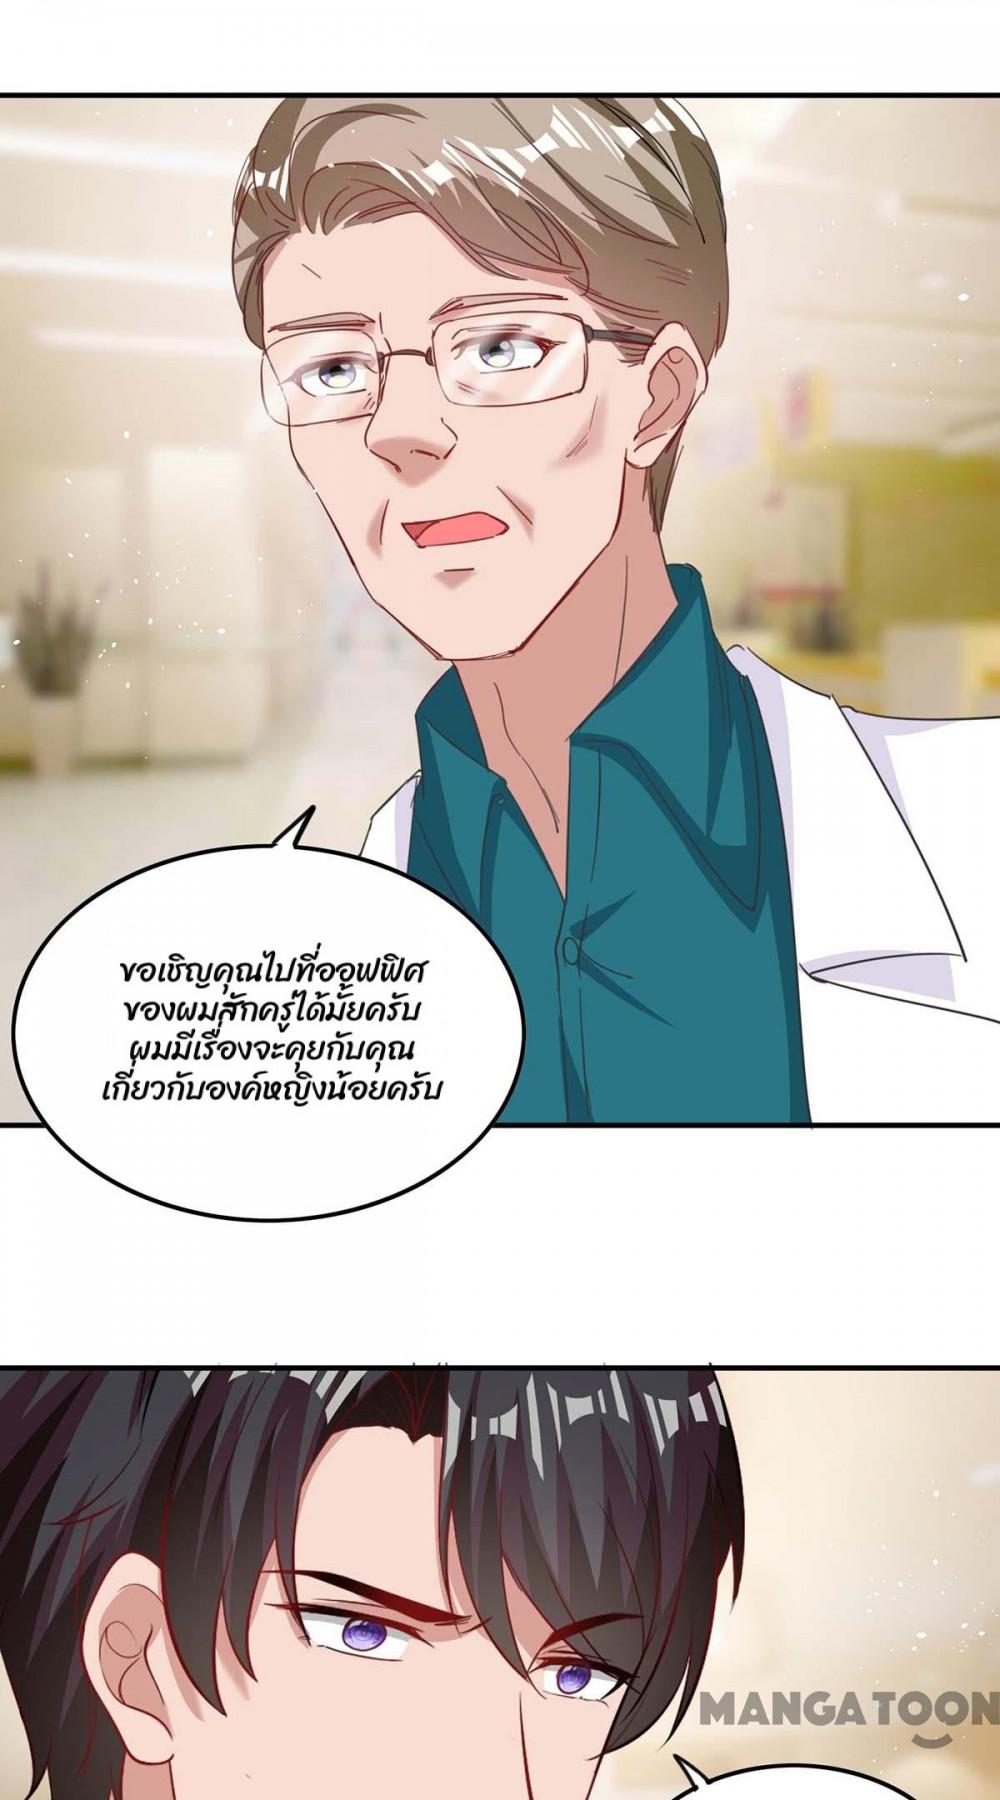 ขอเชิญคุณไปที่ออฟฟิศ
ของผมสักครู่ได้มั้ยครับ
ผมมีเรื่องจะคุยกับคุณ
เกี่ยวกับองค์หญิงน้อยครับ
MANGATOON